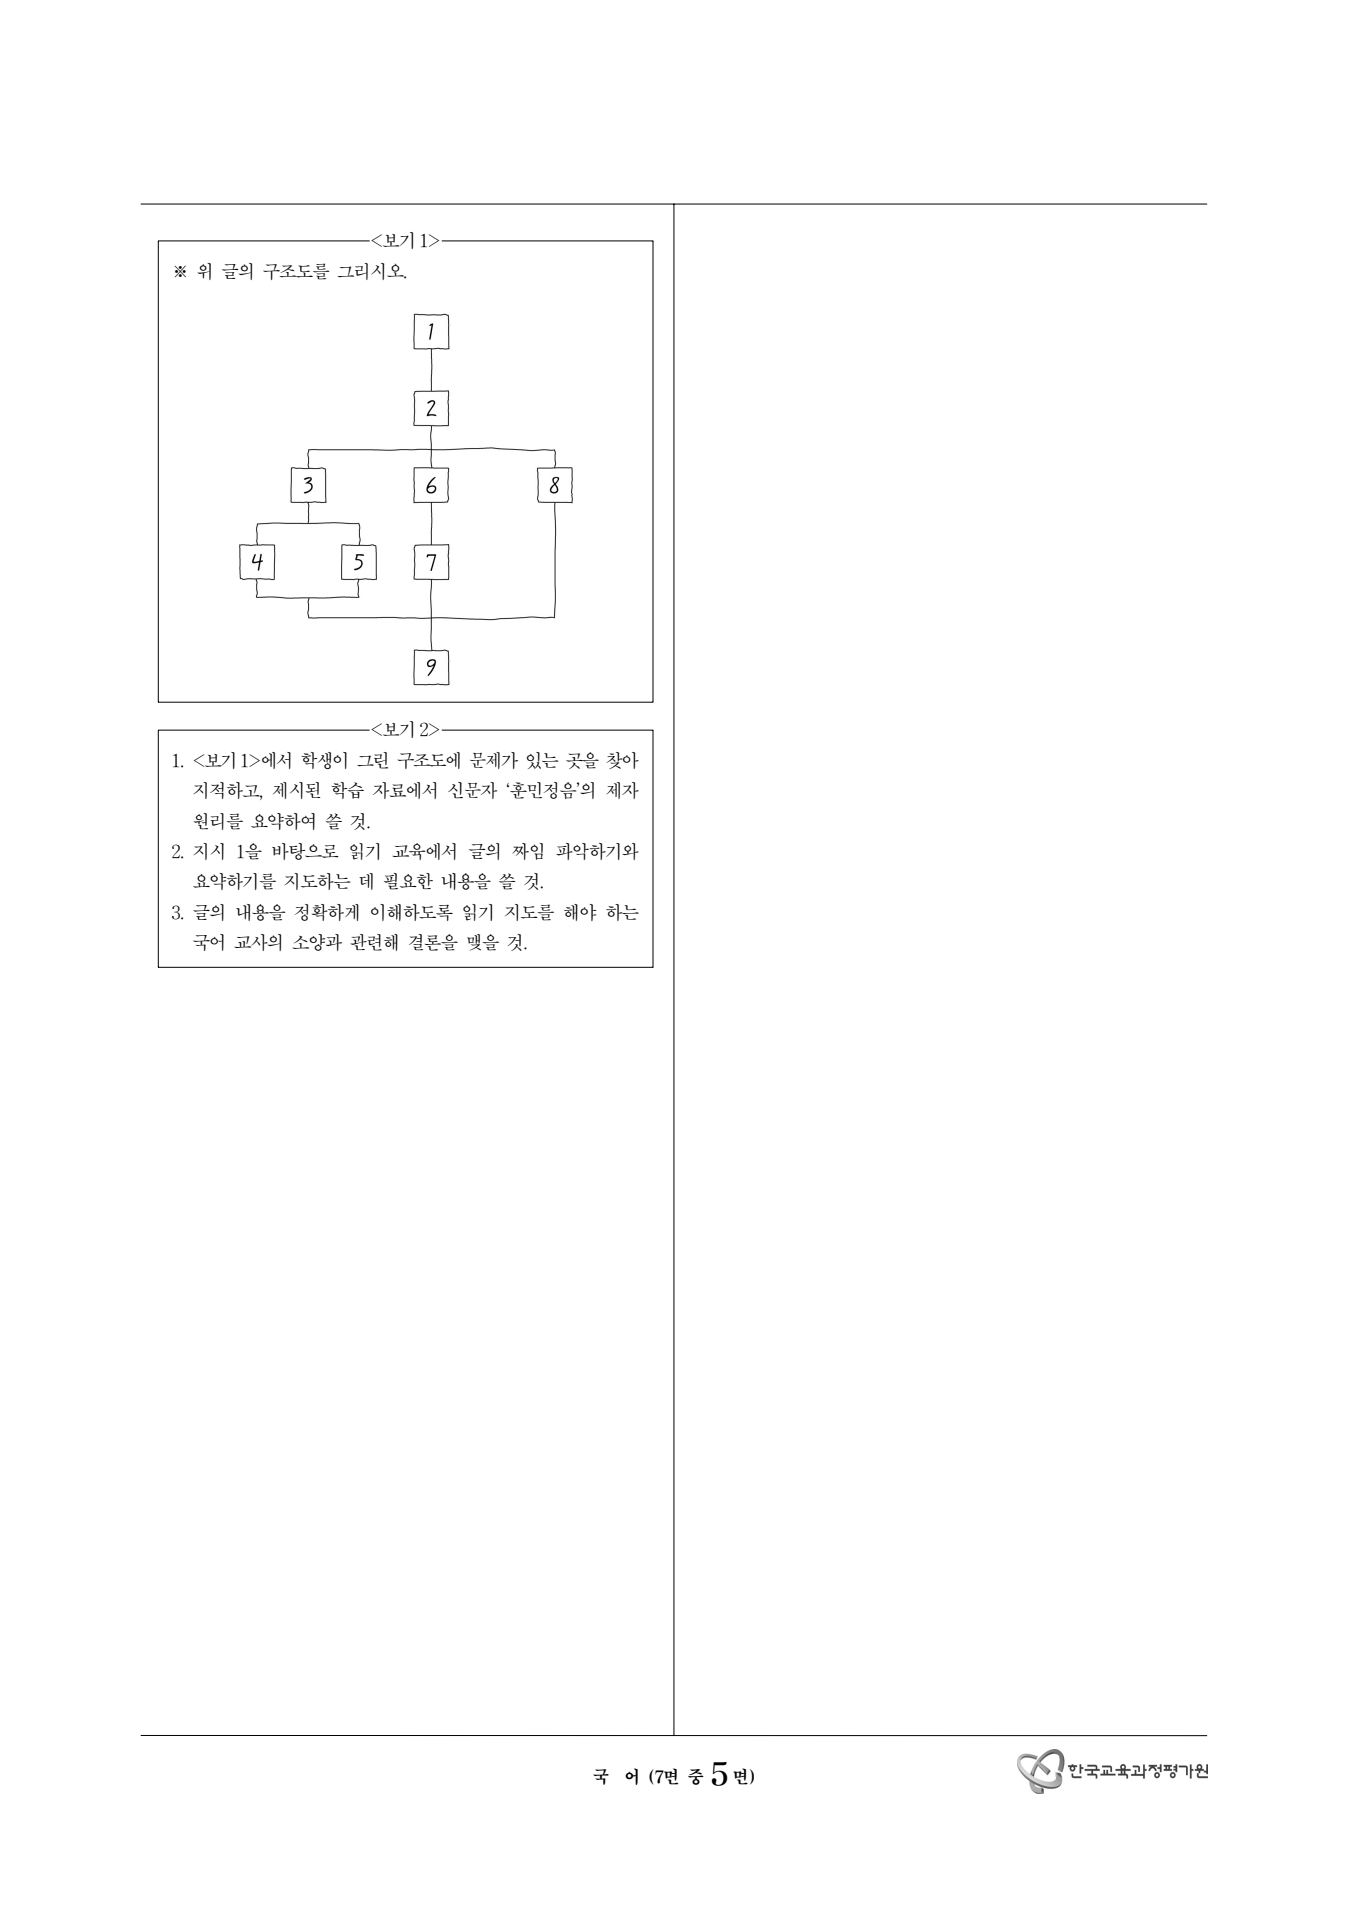 <보기 1>
※ 위 글의 구조도를 그리시오.
1
2
3 6 8
4 5 7
9
<보기 2>
1. <보기 1>에서 학생이 그린 구조도에 문제가 있는 곳을 찾아
지적하고, 제시된 학습 자료에서 신문자 ‘훈민정음’의 제자
원리를 요약하여 쓸 것.
2. 지시 1을 바탕으로 읽기 교육에서 글의 짜임 파악하기와
요약하기를 지도하는 데 필요한 내용을 쓸 것.
3. 글의 내용을 정확하게 이해하도록 읽기 지도를 해야 하는
국어 교사의 소양과 관련해 결론을 맺을 것.
국 어 (7면 중 5 면)
한국교육과정평가원